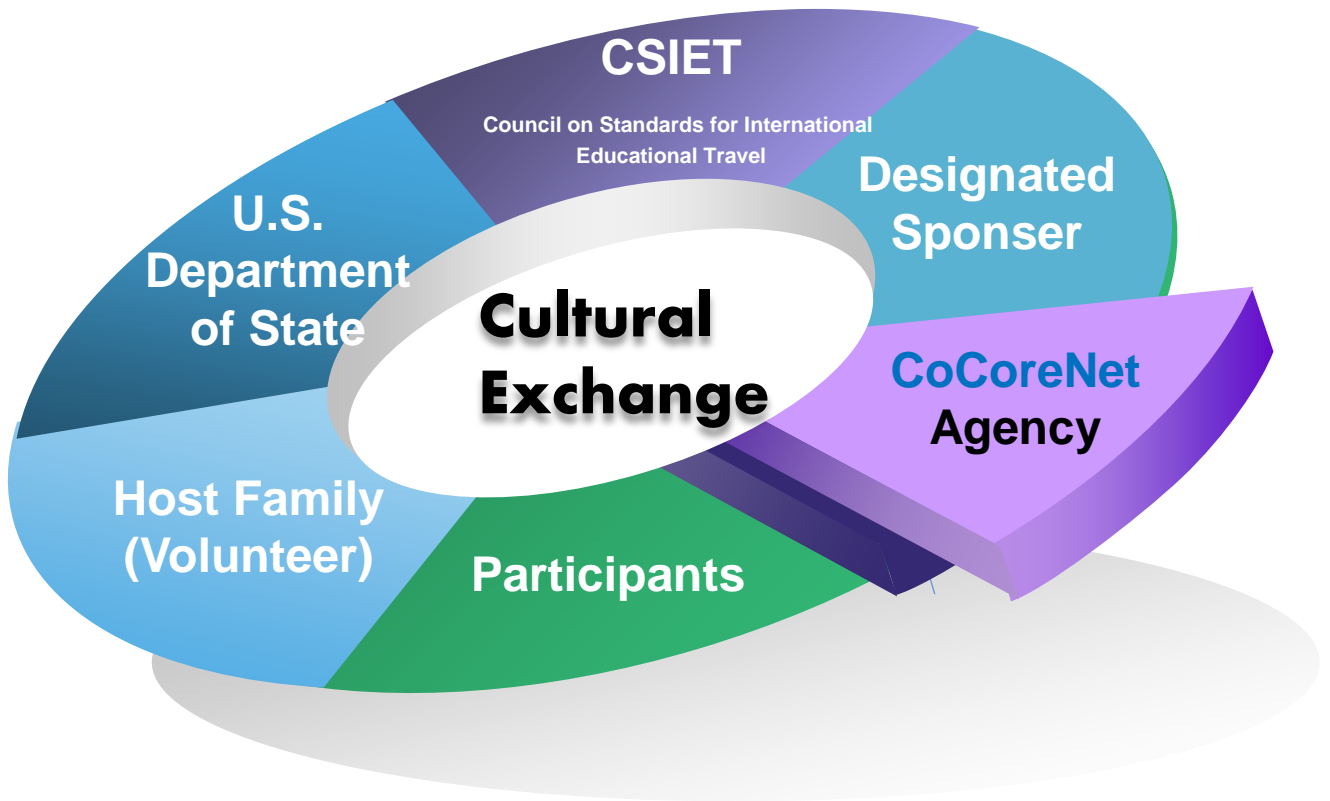 CSIET
Council on Standards for International
Educational Travel
Designated
Sponser
U.S.
Department
of State
Cultural
Exchange
CoCoreNet
Agency
Host Family
(Volunteer)
Participants